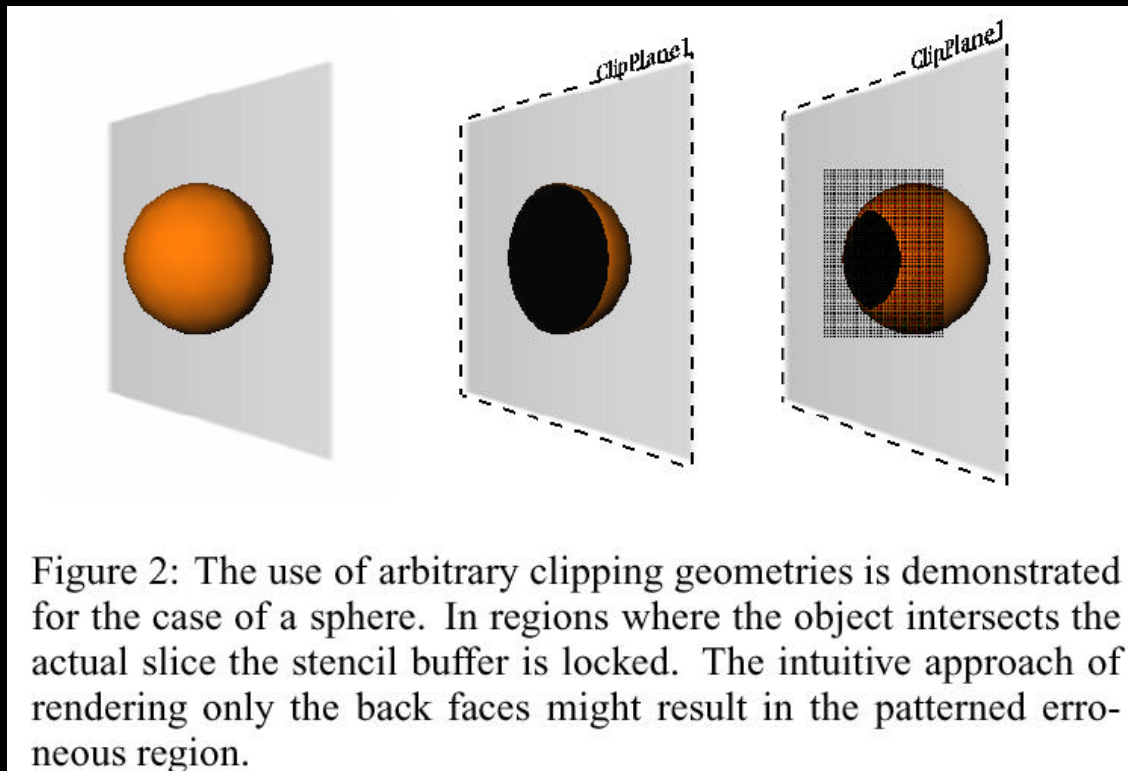 ClipPlane1
ClipPlane1
Figure 2: The use of arbitrary clipping geometries is demonstrated
for the case of a sphere. In regions where the object intersects the
actual slice the stencil buffer is locked. The intuitive approach of
rendering only the back faces might result in the patterned erro-
neous region.